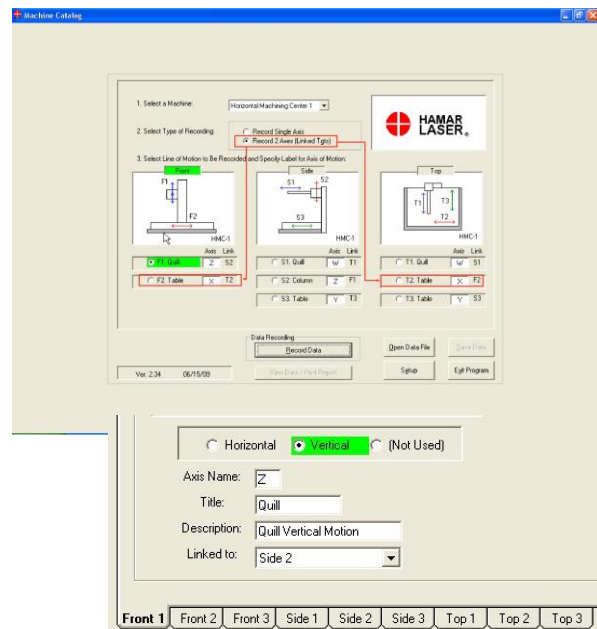 Machine Catalog
1. Select a Machine: Horizontal Machining Center 1
HAMAR LASER®
2. Select Type of Recording: Record Single Axis
Record 2 Axes (Linked Tgts)
3. Select Line of Motion to Be Recorded and Specify Label for Axis of Motion:
Front Side Top
F1 S1 S2 T1 T3
F2 S3 T2
HMC-1 HMC-1 HMC-1
Axis Link Axis Link Axis Link
F1. Quill Z S2 S1. Quill W T1 T1. Quill W S1
F2. Table X T2 S2. Column Z F1 T2. Table X F2
S3. Table Y T3 T3. Table Y S3
Data Recording
Record Data Open Data File Save Data
Ver. 2.34 06/15/09 View Data / Print Report Setup Exit Program
Horizontal Vertical (Not Used)
Axis Name: Z
Title: Quill
Description: Quill Vertical Motion
Linked to: Side 2
Front 1 Front 2 Front 3 Side 1 Side 2 Side 3 Top 1 Top 2 Top 3